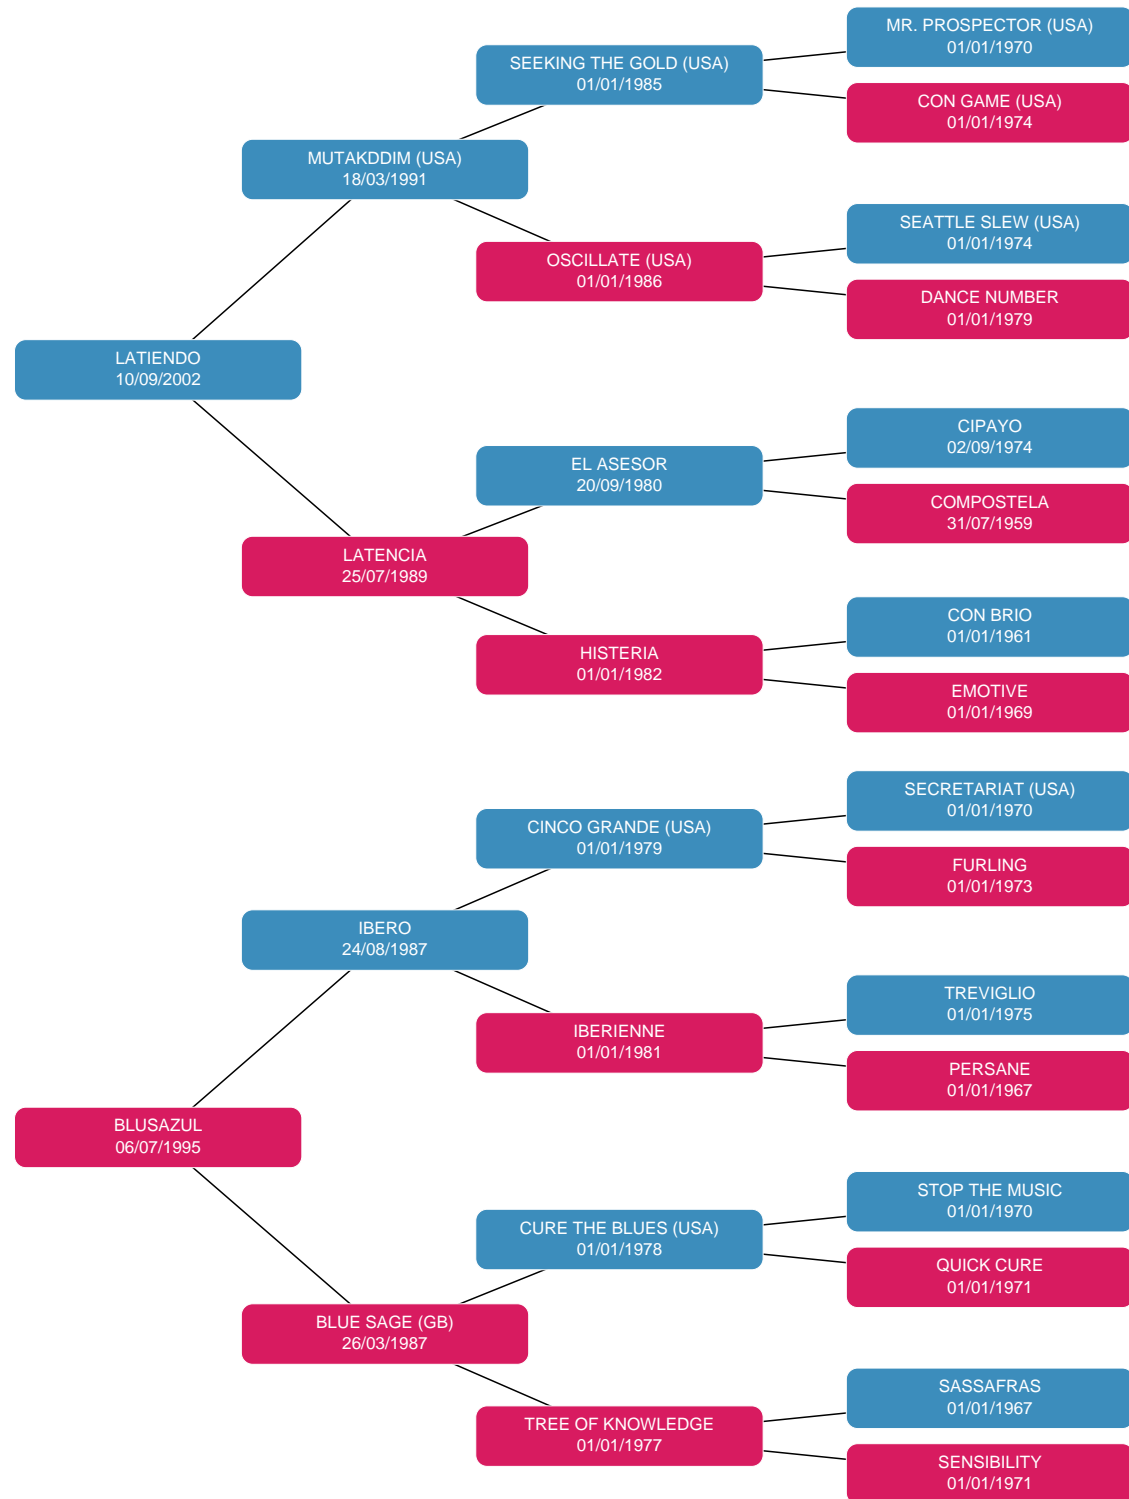 MR. PROSPECTOR (USA)
01/01/1970
SEEKING THE GOLD (USA)
01/01/1985
CON GAME (USA)
01/01/1974
MUTAKDDIM (USA)
18/03/1991
SEATTLE SLEW (USA)
01/01/1974
OSCILLATE (USA)
01/01/1986
DANCE NUMBER
01/01/1979
LATIENDO
10/09/2002
CIPAYO
02/09/1974
EL ASESOR
20/09/1980
COMPOSTELA
31/07/1959
LATENCIA
25/07/1989
CON BRIO
01/01/1961
HISTERIA
01/01/1982
EMOTIVE
01/01/1969
SECRETARIAT (USA)
01/01/1970
CINCO GRANDE (USA)
01/01/1979
FURLING
01/01/1973
IBERO
24/08/1987
TREVIGLIO
01/01/1975
IBERIENNE
01/01/1981
PERSANE
01/01/1967
BLUSAZUL
06/07/1995
STOP THE MUSIC
01/01/1970
CURE THE BLUES (USA)
01/01/1978
QUICK CURE
01/01/1971
BLUE SAGE (GB)
26/03/1987
SASSAFRAS
01/01/1967
TREE OF KNOWLEDGE
01/01/1977
SENSIBILITY
01/01/1971